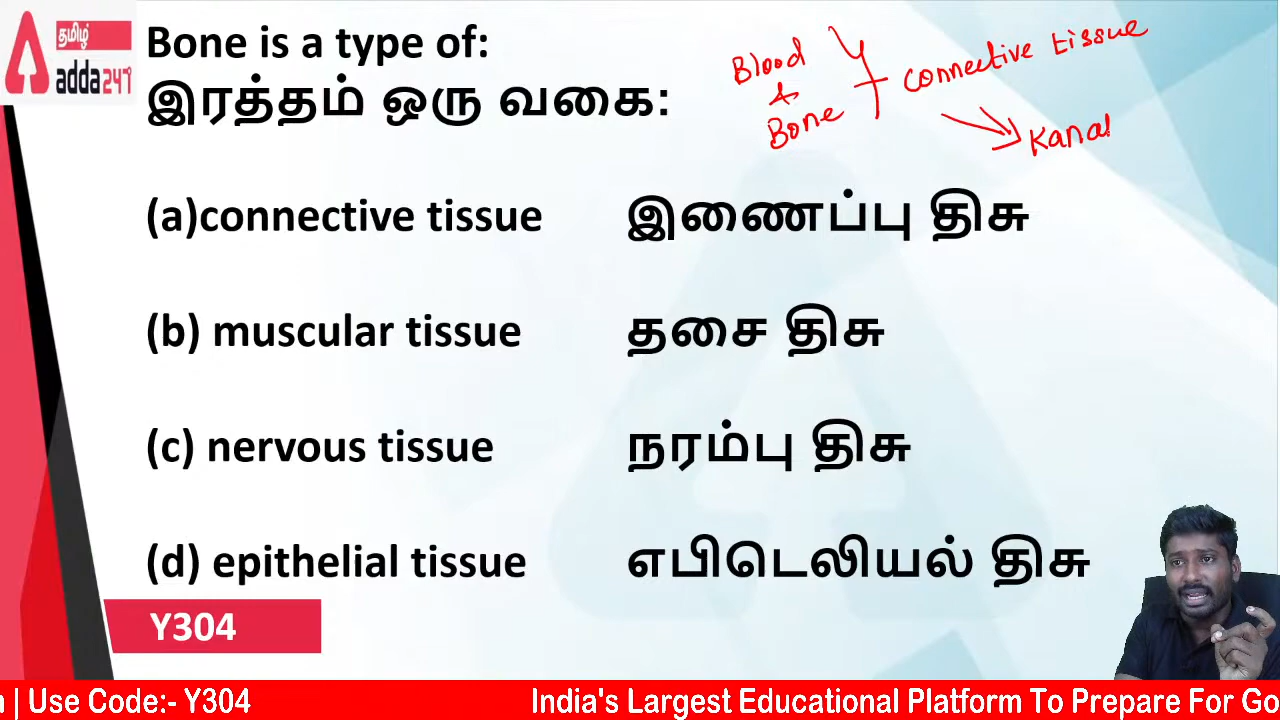 தமிழ்
adda247
Bone is a type of:
இரத்தம் ஒரு வகை:
Blood
&
Bone
connective tissue
Kanal
(a)connective tissue இணைப்பு திசு
(b) muscular tissue தசை திசு
(c) nervous tissue நரம்பு திசு
(d) epithelial tissue எபிடெலியல் திசு
Y304
| Use Code:- Y304 India's Largest Educational Platform To Prepare For Go